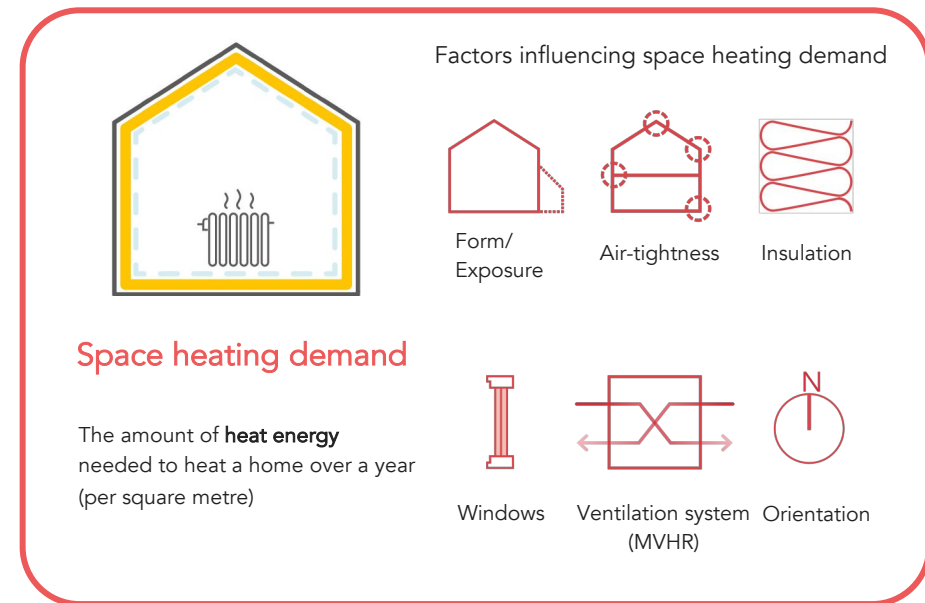 Factors influencing space heating demand
Form/
Exposure
Air-tightness
Insulation
Space heating demand
The amount of heat energy
needed to heat a home over a year
(per square metre)
N
Windows
Ventilation system
(MVHR)
Orientation